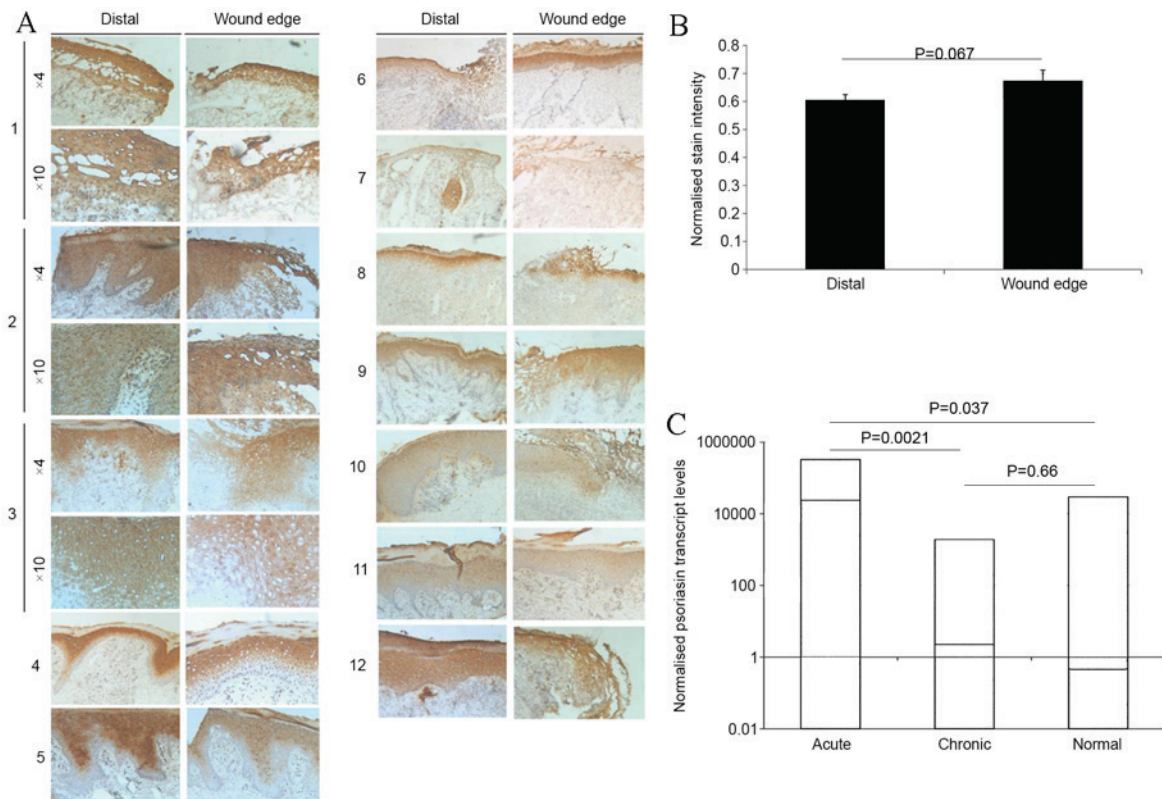 A
Distal
Wound edge
1
×4
×10
2
×4
×10
3
×4
×10
4
5
Distal
Wound edge
6
7
8
9
10
11
12
B
P=0.067
Normalised stain intensity
0.8
0.7
0.6
0.5
0.4
0.3
0.2
0.1
0
Distal
Wound edge
C
P=0.037
P=0.0021
P=0.66
Normalised psoriasin transcript levels
1000000
10000
100
1
0.01
Acute
Chronic
Normal